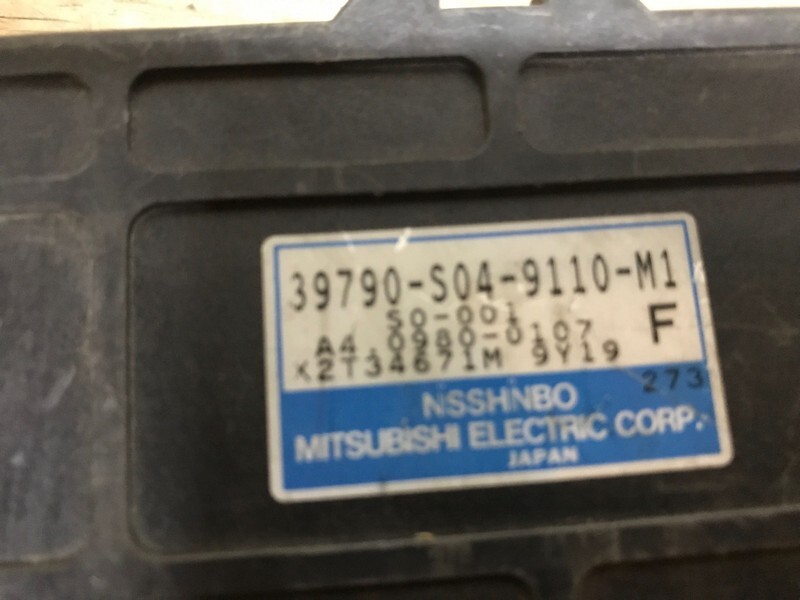 39790-S04-9110-M1
S0-001
F
A4.0980-0107
X2T34671M 9Y19
273
NSSHNBO
MITSUBISHI ELECTRIC CORP.
JAPAN